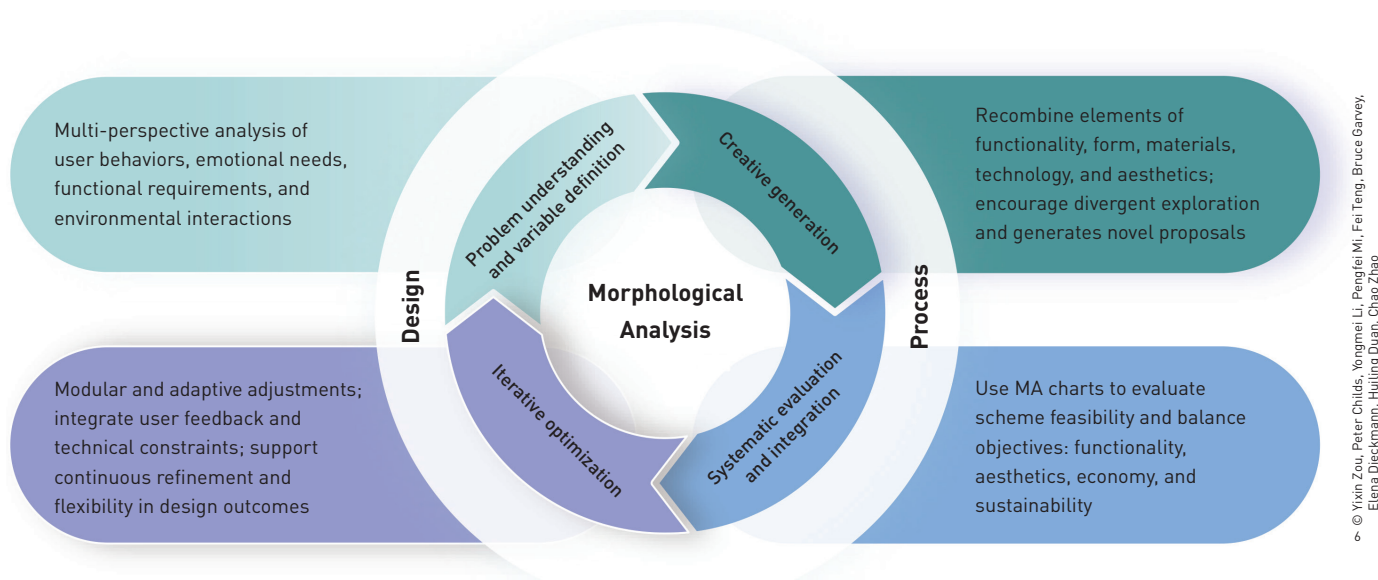 Multi-perspective analysis of
user behaviors, emotional needs,
functional requirements, and
environmental interactions
Problem understanding
and variable definition
Creative generation
Recombine elements of
functionality, form, materials,
technology, and aesthetics;
encourage divergent exploration
and generates novel proposals
Design
Morphological
Analysis
Process
Modular and adaptive adjustments;
integrate user feedback and
technical constraints; support
continuous refinement and
flexibility in design outcomes
Iterative optimization
Systematic evaluation
and integration
Use MA charts to evaluate
scheme feasibility and balance
objectives: functionality,
aesthetics, economy, and
sustainability
© Yixin Zou, Peter Childs, Yongmei Li, Pengfei Mi, Fei Teng, Bruce Garvey,
Elena Dieckmann, Huiling Duan, Chao Zhao